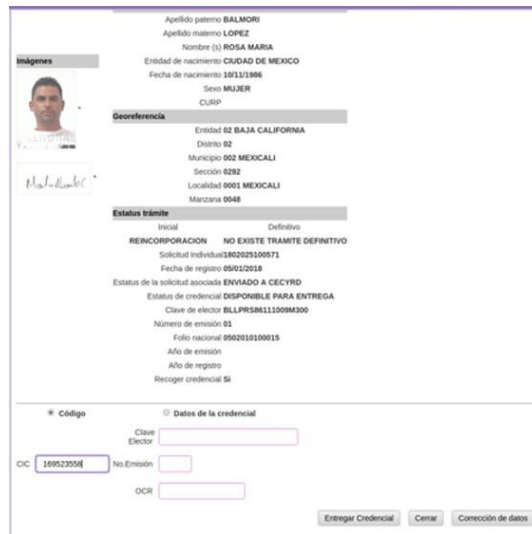 Apellido paterno BALMORI
Apellido materno LOPEZ
Nombre (s) ROSA MARIA
Imágenes
Entidad de nacimiento CIUDAD DE MEXICO
Fecha de nacimiento 10/11/1986
Sexo MUJER
CURP
Georeferencía
Entidad 02 BAJA CALIFORNIA
Distrito 02
Municipio 002 MEXICALI
Sección 0292
Localidad 0001 MEXICALI
Manzana 0048
Estatus trámite
Inicial Definitivo
REINCORPORACION NO EXISTE TRAMITE DEFINITIVO
Solicitud Individual 1802025100571
Fecha de registro 05/01/2018
Estatus de la solicitud asociada ENVIADO A CECYRD
Estatus de credencial DISPONIBLE PARA ENTREGA
Clave de elector BLLPRS86111009M300
Número de emisión 01
Folio nacional 0502010100015
Año de emisión
Año de registro
Recoger credencial Si
Código Datos de la credencial
Clave
Elector
CIC 169523558 No.Emisión
OCR
Entregar Credencial Cerrar Corrección de datos